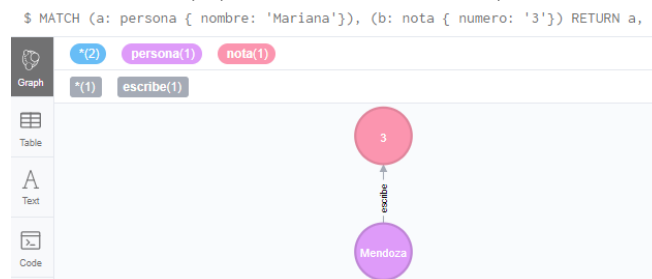 $ MATCH (a: persona { nombre: 'Mariana'}), (b: nota { numero: '3'}) RETURN a,
*(2) persona(1) nota(1)
Graph
*(1) escribe(1)
Table
3
Text
escribe
Code
Mendoza